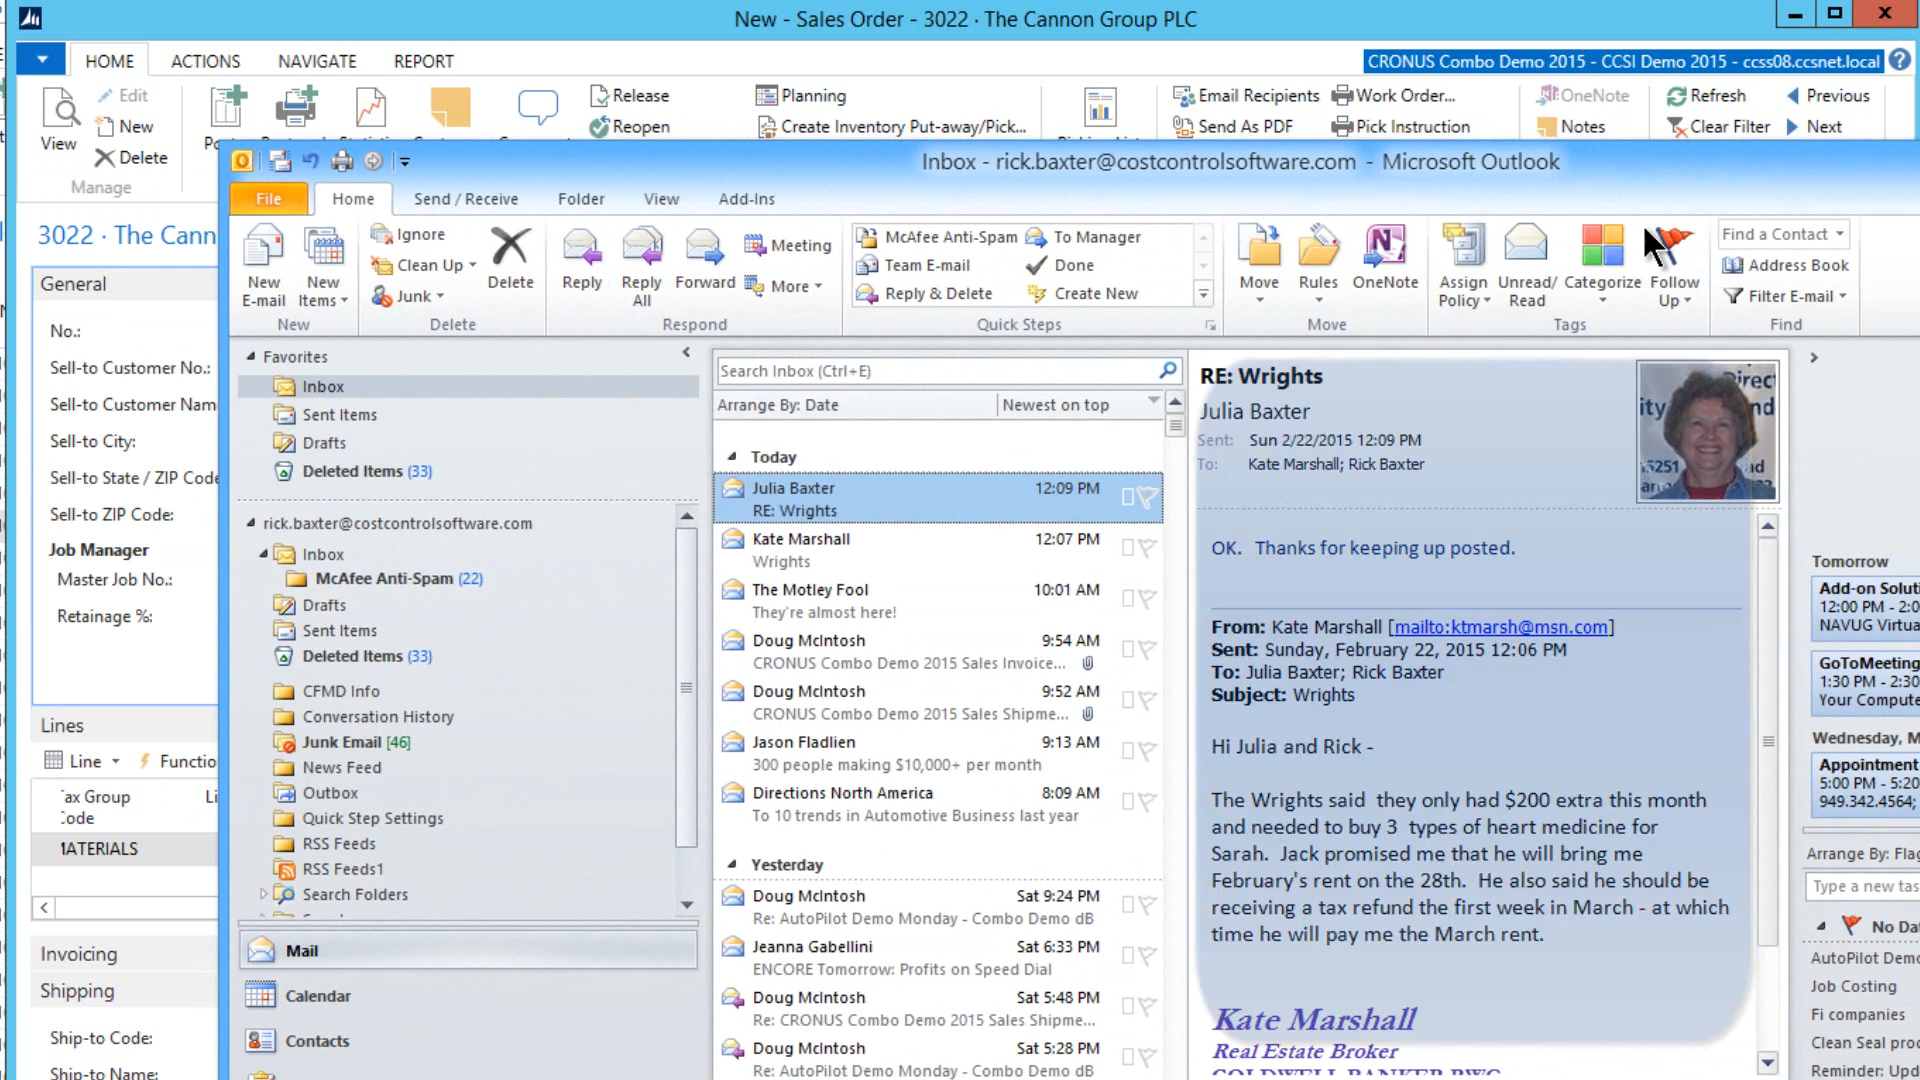 New - Sales Order - 3022 · The Cannon Group PLC
HOME ACTIONS NAVIGATE REPORT
CRONUS Combo Demo 2015 - CCSI Demo 2015 - ccss08.ccsnet.local
View
Edit
New
Delete
Manage
Release
Reopen
Planning
Create Inventory Put-away/Pick...
Email Recipients
Send As PDF
Work Order...
Pick Instruction
OneNote
Notes
Refresh
Clear Filter
Previous
Next
Inbox - rick.baxter@costcontrolsoftware.com - Microsoft Outlook
File Home Send / Receive Folder View Add-Ins
New E-mail
New Items
New
Ignore
Clean Up
Junk
Delete
Delete
Reply
Reply All
Forward
Meeting
More
Respond
McAfee Anti-Spam
Team E-mail
Reply & Delete
To Manager
Done
Create New
Quick Steps
Move
Rules
OneNote
Move
Assign Policy
Unread/ Read
Categorize
Follow Up
Tags
Find a Contact
Address Book
Filter E-mail
Find
3022 · The Cann
General
No.:
Sell-to Customer No.:
Sell-to Customer Nam
Sell-to City:
Sell-to State / ZIP Code
Sell-to ZIP Code:
Job Manager
Master Job No.:
Retainage %:
Lines
Line
Functio
Tax Group Code
Li
MATERIALS
Invoicing
Shipping
Ship-to Code:
Ship-to Name:
Favorites
Inbox
Sent Items
Drafts
Deleted Items (33)
rick.baxter@costcontrolsoftware.com
Inbox
McAfee Anti-Spam (22)
Drafts
Sent Items
Deleted Items (33)
CFMD Info
Conversation History
Junk Email [46]
News Feed
Outbox
Quick Step Settings
RSS Feeds
RSS Feeds1
Search Folders
Mail
Calendar
Contacts
Search Inbox (Ctrl+E)
Arrange By: Date Newest on top
Today
Julia Baxter 12:09 PM
RE: Wrights
Kate Marshall 12:07 PM
Wrights
The Motley Fool 10:01 AM
They're almost here!
Doug McIntosh 9:54 AM
CRONUS Combo Demo 2015 Sales Invoice...
Doug McIntosh 9:52 AM
CRONUS Combo Demo 2015 Sales Shipme...
Jason Fladlien 9:13 AM
300 people making $10,000+ per month
Directions North America 8:09 AM
To 10 trends in Automotive Business last year
Yesterday
Doug McIntosh Sat 9:24 PM
Re: AutoPilot Demo Monday - Combo Demo dB
Jeanna Gabellini Sat 6:33 PM
ENCORE Tomorrow: Profits on Speed Dial
Doug McIntosh Sat 5:48 PM
Re: CRONUS Combo Demo 2015 Sales Shipme...
Doug McIntosh Sat 5:28 PM
Re: AutoPilot Demo Monday - Combo Demo dB
RE: Wrights
Julia Baxter
Sent: Sun 2/22/2015 12:09 PM
To: Kate Marshall; Rick Baxter
OK. Thanks for keeping up posted.
From: Kate Marshall [mailto:ktmarsh@msn.com]
Sent: Sunday, February 22, 2015 12:06 PM
To: Julia Baxter; Rick Baxter
Subject: Wrights
Hi Julia and Rick -
The Wrights said they only had $200 extra this month
and needed to buy 3 types of heart medicine for
Sarah. Jack promised me that he will bring me
February's rent on the 28th. He also said he should be
receiving a tax refund the first week in March - at which
time he will pay me the March rent.
Kate Marshall
Real Estate Broker
COLDWELL BANKER BWG
Tomorrow
Add-on Soluti
12:00 PM - 2:0
NAVUG Virtua
GoToMeeting
1:30 PM - 2:30
Your Compute
Wednesday, M
Appointment
5:00 PM - 5:20
949.342.4564;
Arrange By: Flag
Type a new tas
No Da
AutoPilot Demo
Job Costing
Fi companies
Clean Seal proc
Reminder: Upd